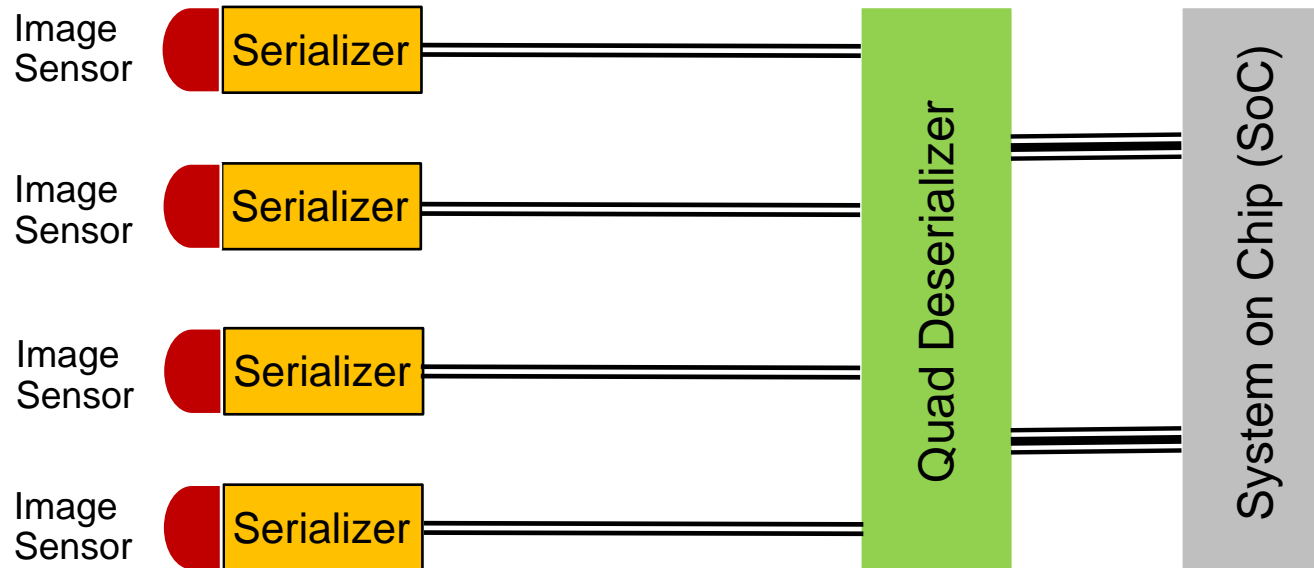 Image
Sensor
Serializer
Image
Sensor
Serializer
Image
Sensor
Serializer
Image
Sensor
Serializer
Quad Deserializer
System on Chip (SoC)